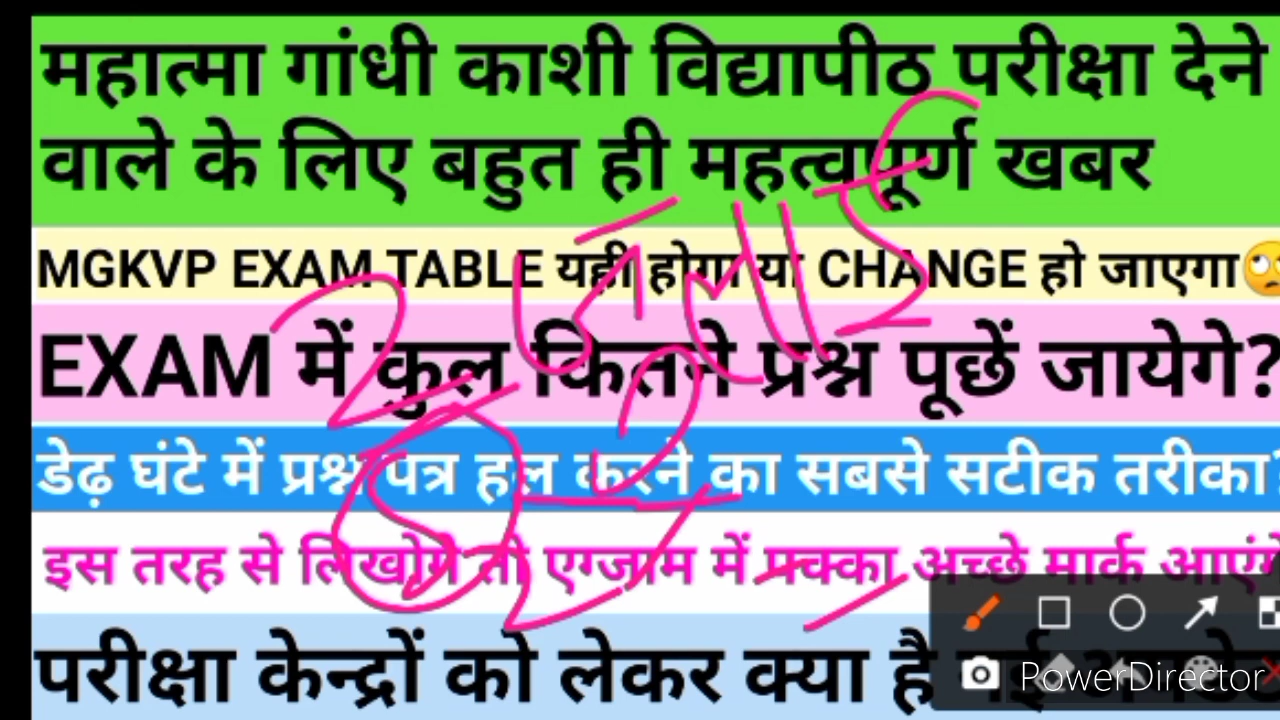 महात्मा गांधी काशी विद्यापीठ परीक्षा देने
वाले के लिए बहुत ही महत्वपूर्ण खबर
MGKVP EXAM TABLE यही होगा या CHANGE हो जाएगा🙄
EXAM में कुल कितने प्रश्न पूछें जायेगे?
डेढ़ घंटे में प्रश्न पत्र हल करने का सबसे सटीक तरीका?
इस तरह से लिखोगे तो एग्जाम में पक्का अच्छे मार्क आएंगे
परीक्षा केन्द्रों को लेकर क्या है
PowerDirector
2 जुलाई